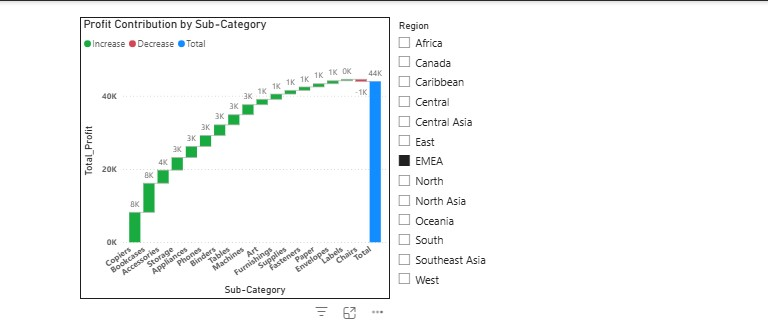 Profit Contribution by Sub-Category
Increase Decrease Total
Total_Profit
40K
20K
0K
8K
8K
4K
3K
3K
3K
3K
3K
3K
1K
1K
1K
1K
1K
1K
0K
-1K
44K
Copiers
Bookcases
Accessories
Storage
Appliances
Phones
Binders
Tables
Machines
Art
Furnishings
Supplies
Fasteners
Paper
Envelopes
Labels
Chairs
Total
Sub-Category
Region
Africa
Canada
Caribbean
Central
Central Asia
East
EMEA
North
North Asia
Oceania
South
Southeast Asia
West